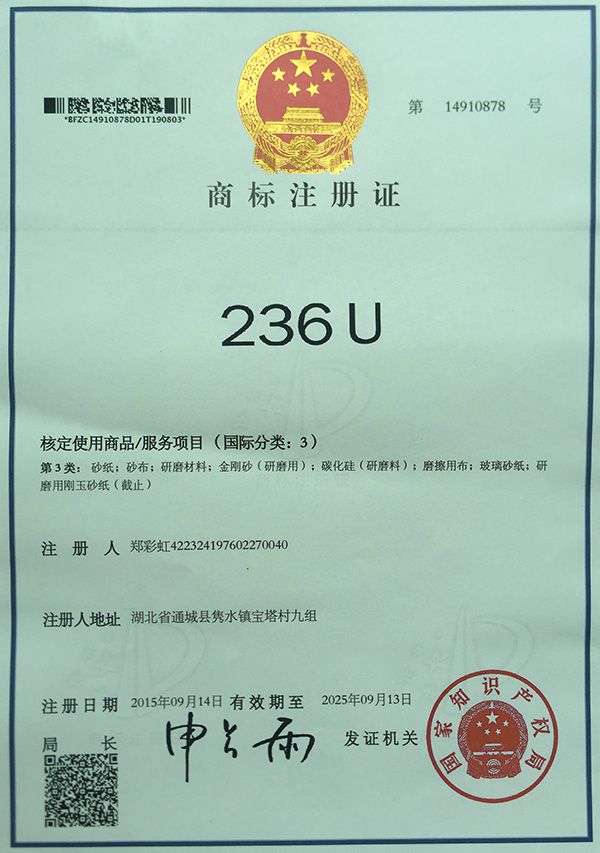 *BFZC14910878D01T190803*
第 14910878 号
商标注册证
236 U
核定使用商品/服务项目（国际分类：3）
第3类：砂纸；砂布；研磨材料；金刚砂（研磨用）；碳化硅（研磨料）；磨擦用布；玻璃砂纸；研
磨用刚玉砂纸（截止）
注 册 人 郑彩虹422324197602270040
注册人地址 湖北省通城县隽水镇宝塔村九组
注册日期 2015年09月14日 有效期至 2025年09月13日
局 长 申长雨 发证机关
国家知识产权局